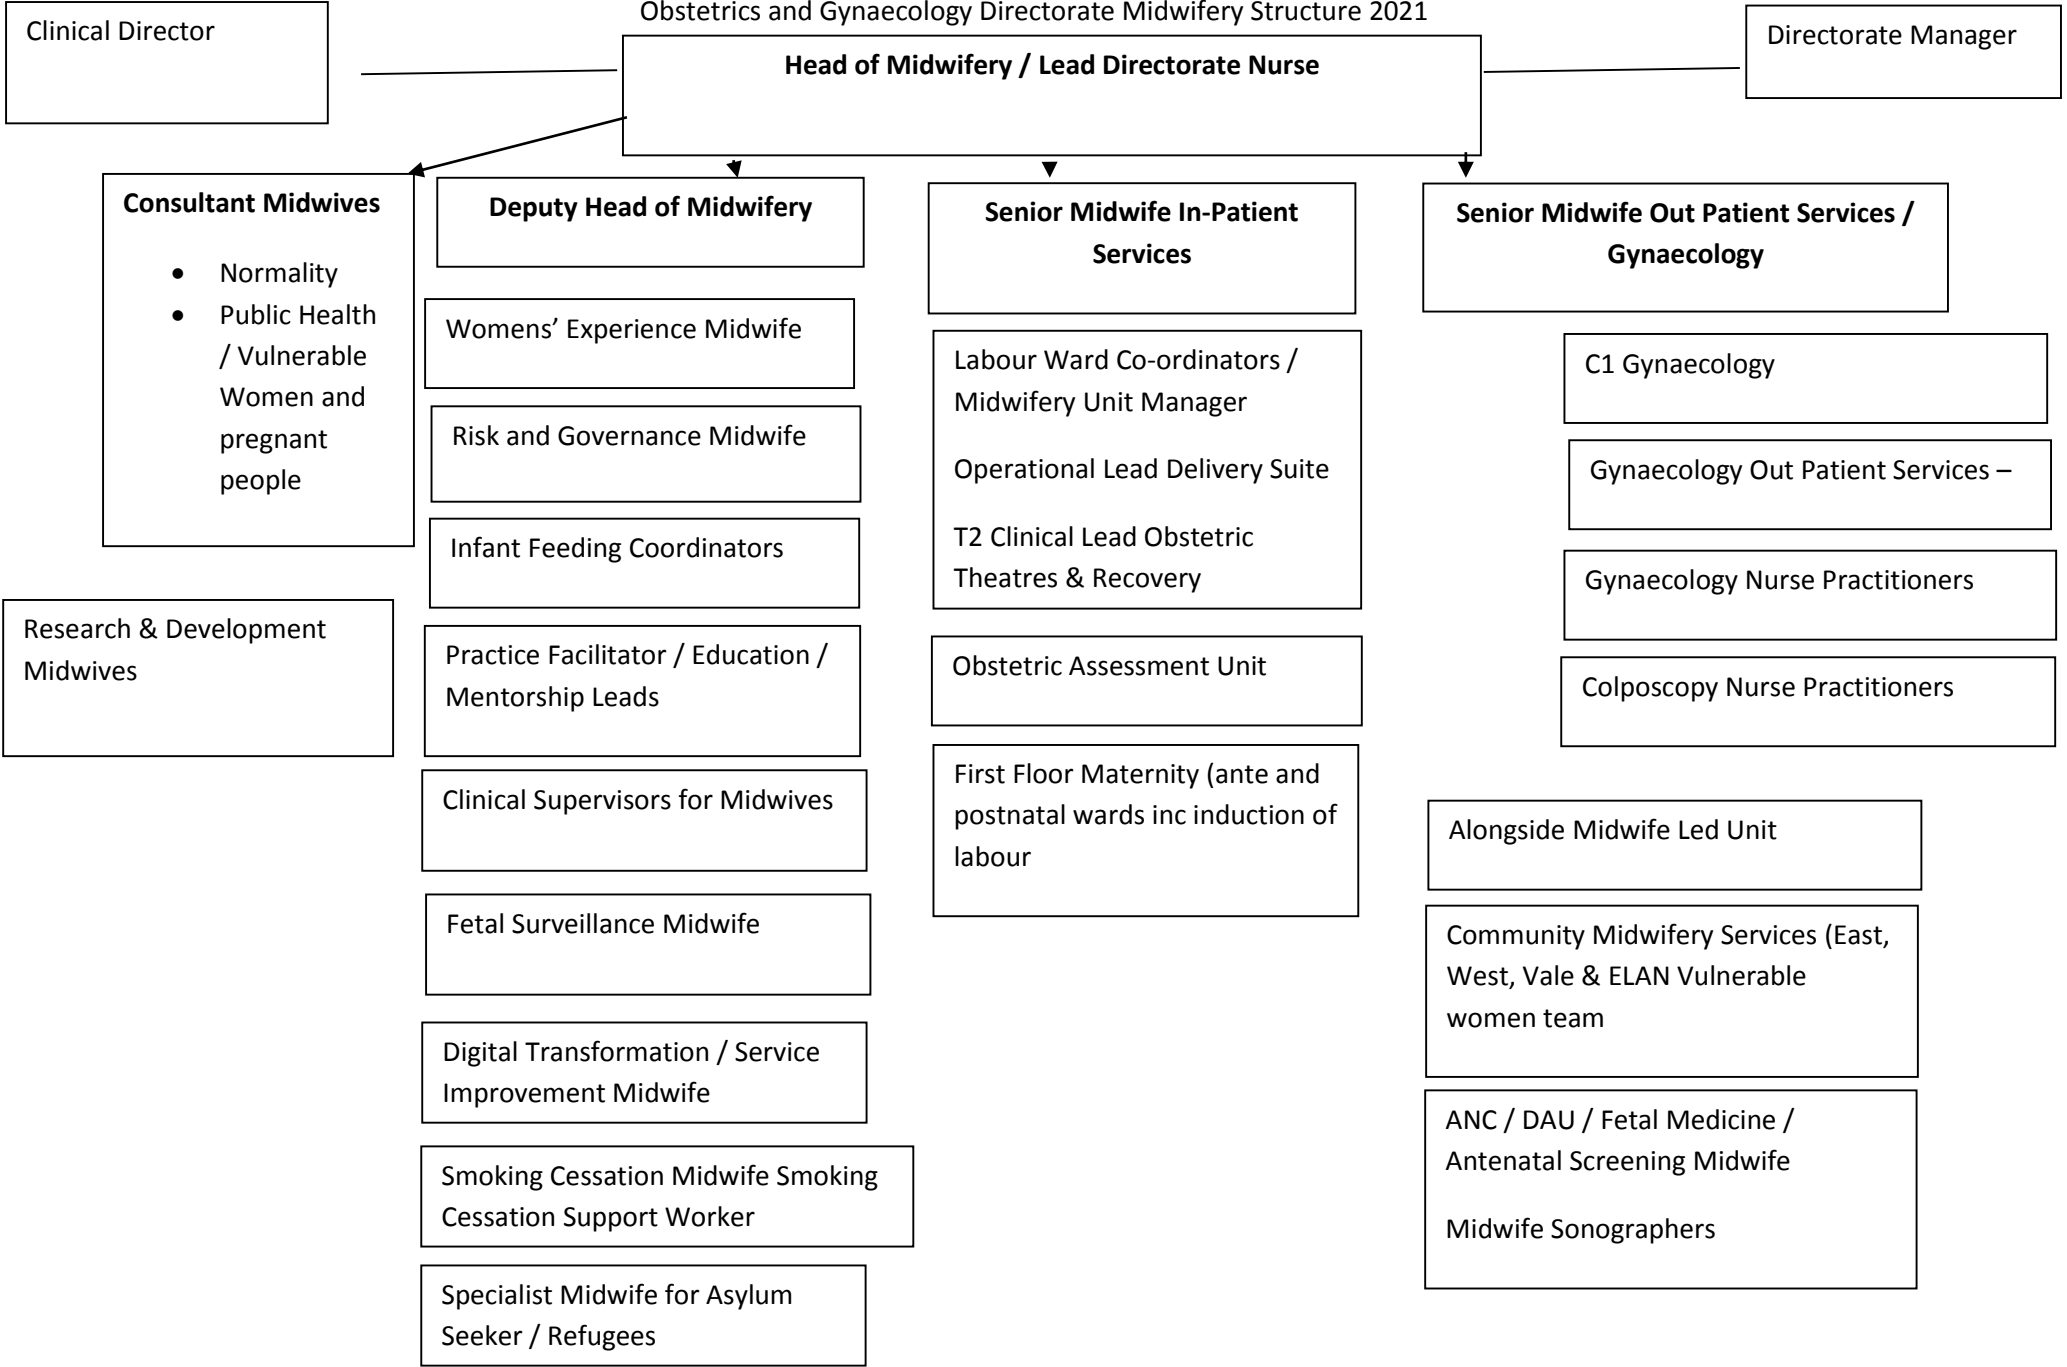 Obstetrics and Gynaecology Directorate Midwifery Structure 2021
Clinical Director
Head of Midwifery / Lead Directorate Nurse
Directorate Manager
Consultant Midwives
• Normality
• Public Health
/ Vulnerable
Women and
pregnant
people
Research & Development
Midwives
Deputy Head of Midwifery
Womens’ Experience Midwife
Risk and Governance Midwife
Infant Feeding Coordinators
Practice Facilitator / Education /
Mentorship Leads
Clinical Supervisors for Midwives
Fetal Surveillance Midwife
Digital Transformation / Service
Improvement Midwife
Smoking Cessation Midwife Smoking
Cessation Support Worker
Specialist Midwife for Asylum
Seeker / Refugees
Senior Midwife In-Patient
Services
Labour Ward Co-ordinators /
Midwifery Unit Manager
Operational Lead Delivery Suite
T2 Clinical Lead Obstetric
Theatres & Recovery
Obstetric Assessment Unit
First Floor Maternity (ante and
postnatal wards inc induction of
labour
Senior Midwife Out Patient Services /
Gynaecology
C1 Gynaecology
Gynaecology Out Patient Services –
Gynaecology Nurse Practitioners
Colposcopy Nurse Practitioners
Alongside Midwife Led Unit
Community Midwifery Services (East,
West, Vale & ELAN Vulnerable
women team
ANC / DAU / Fetal Medicine /
Antenatal Screening Midwife
Midwife Sonographers